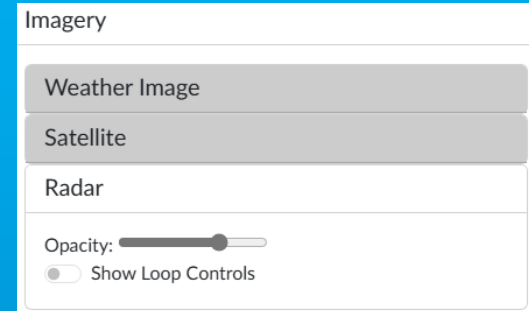 Imagery
Weather Image
Satellite
Radar
Opacity:
Show Loop Controls